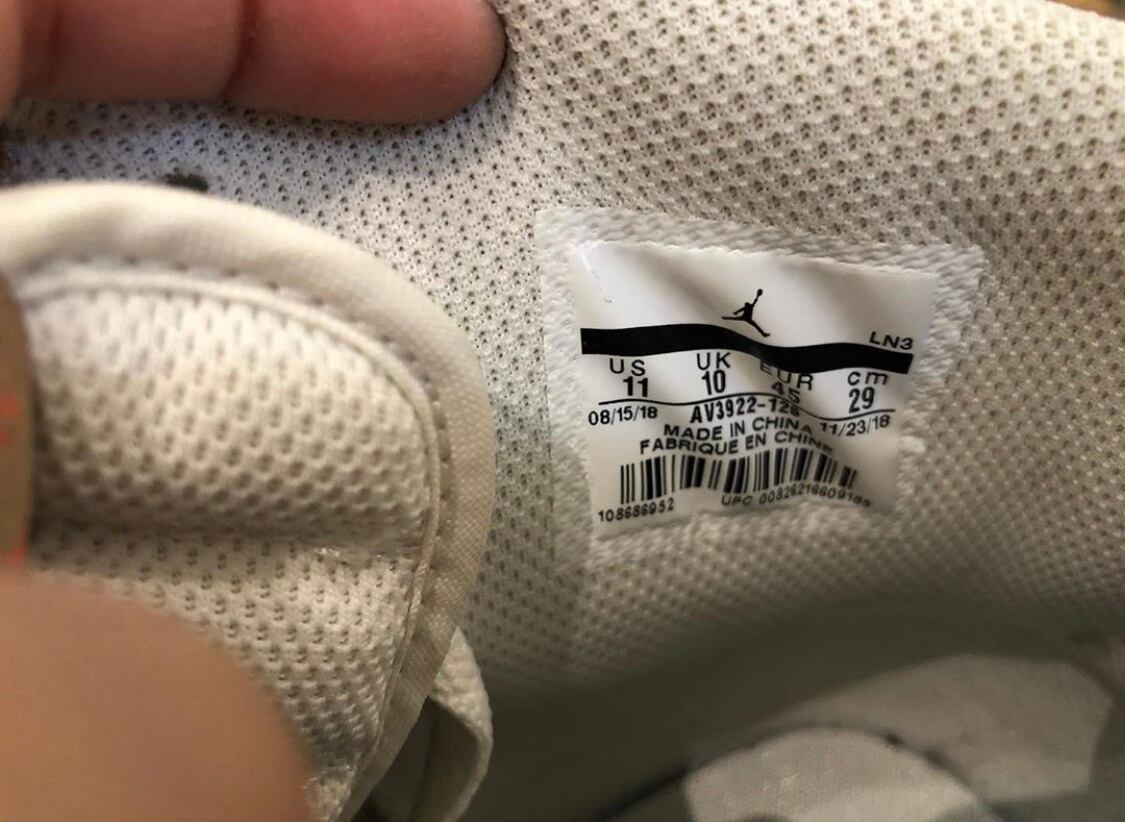 LN3
US UK EUR cm
11 10 45 29
08/15/18 AV3922-126 11/23/18
MADE IN CHINA
FABRIQUE EN CHINE
108686952 UPC